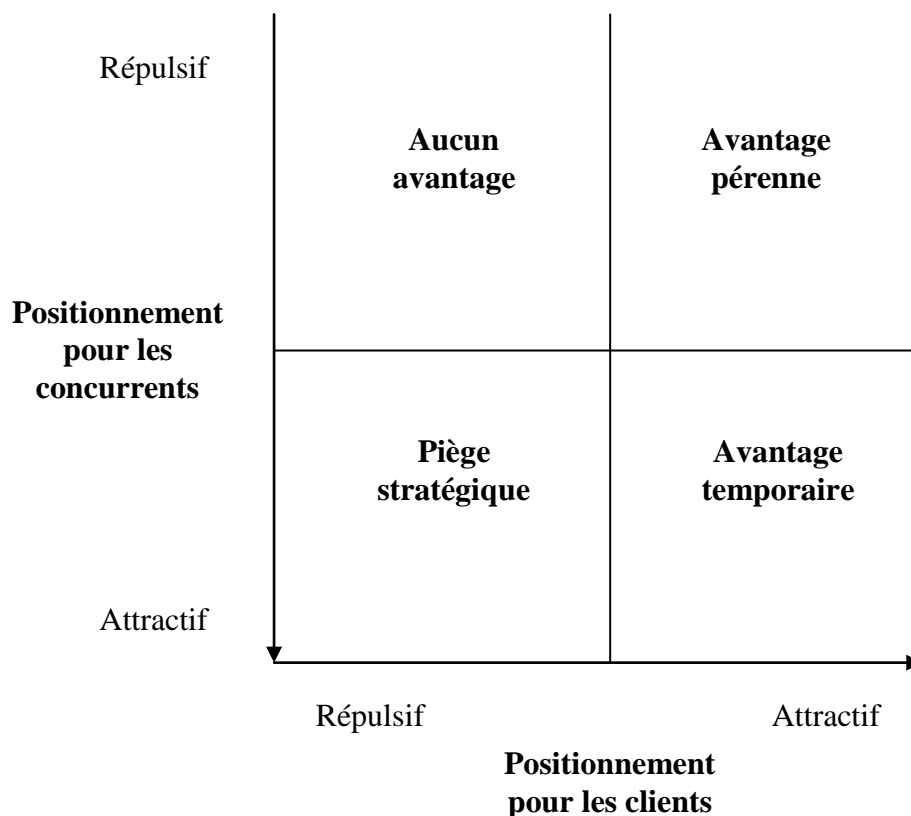 Répulsif
Aucun
avantage
Avantage
pérenne
Positionnement
pour les
concurrents
Piège
stratégique
Avantage
temporaire
Attractif
Répulsif
Attractif
Positionnement
pour les clients